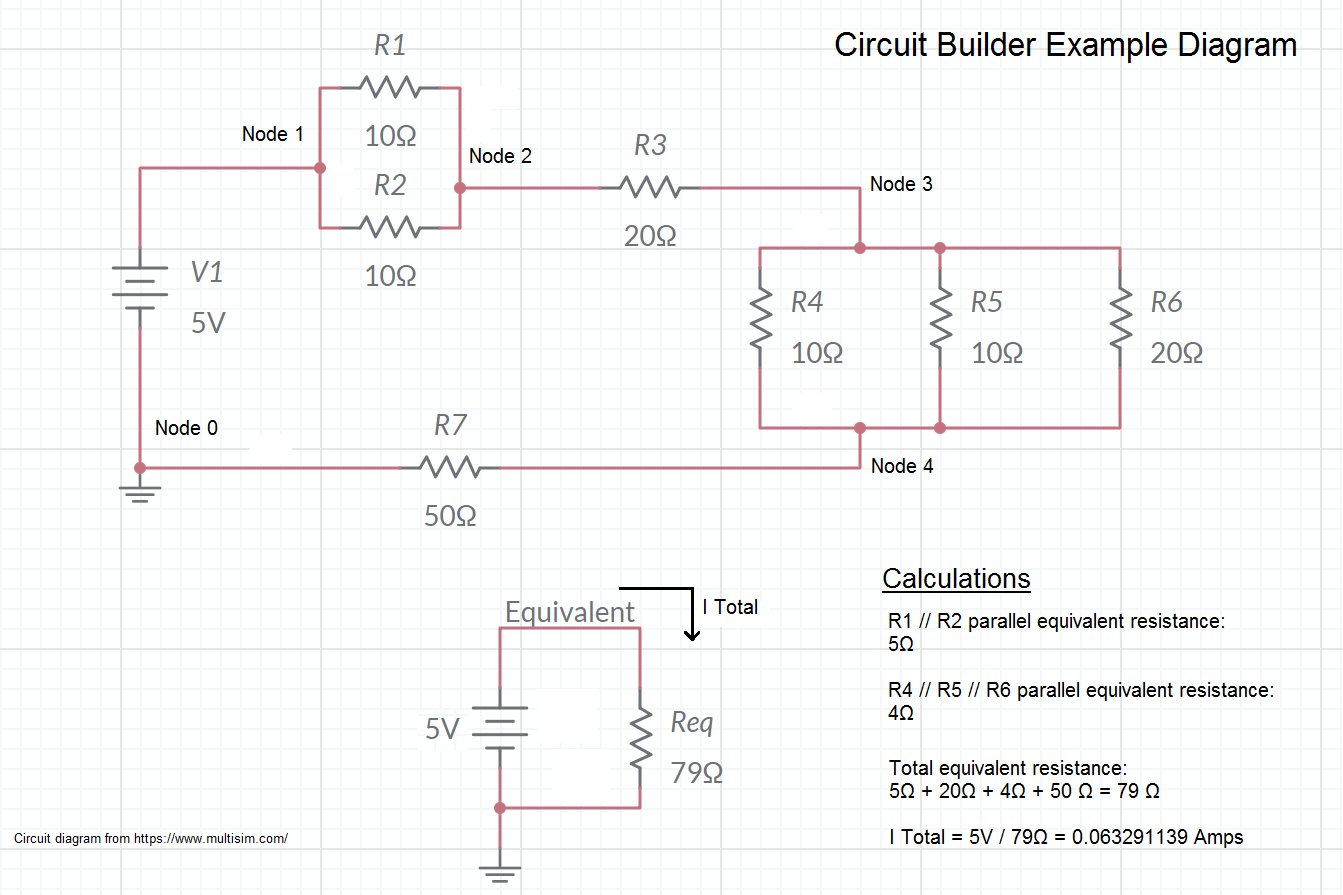 Circuit Builder Example Diagram
R1
10Ω
Node 1
R2
10Ω
Node 2
R3
20Ω
Node 3
V1
5V
R4
10Ω
R5
10Ω
R6
20Ω
Node 0
R7
50Ω
Node 4
Equivalent
I Total
5V
Req
79Ω
Calculations
R1 // R2 parallel equivalent resistance:
5Ω
R4 // R5 // R6 parallel equivalent resistance:
4Ω
Total equivalent resistance:
5Ω + 20Ω + 4Ω + 50 Ω = 79 Ω
I Total = 5V / 79Ω = 0.063291139 Amps
Circuit diagram from https://www.multisim.com/